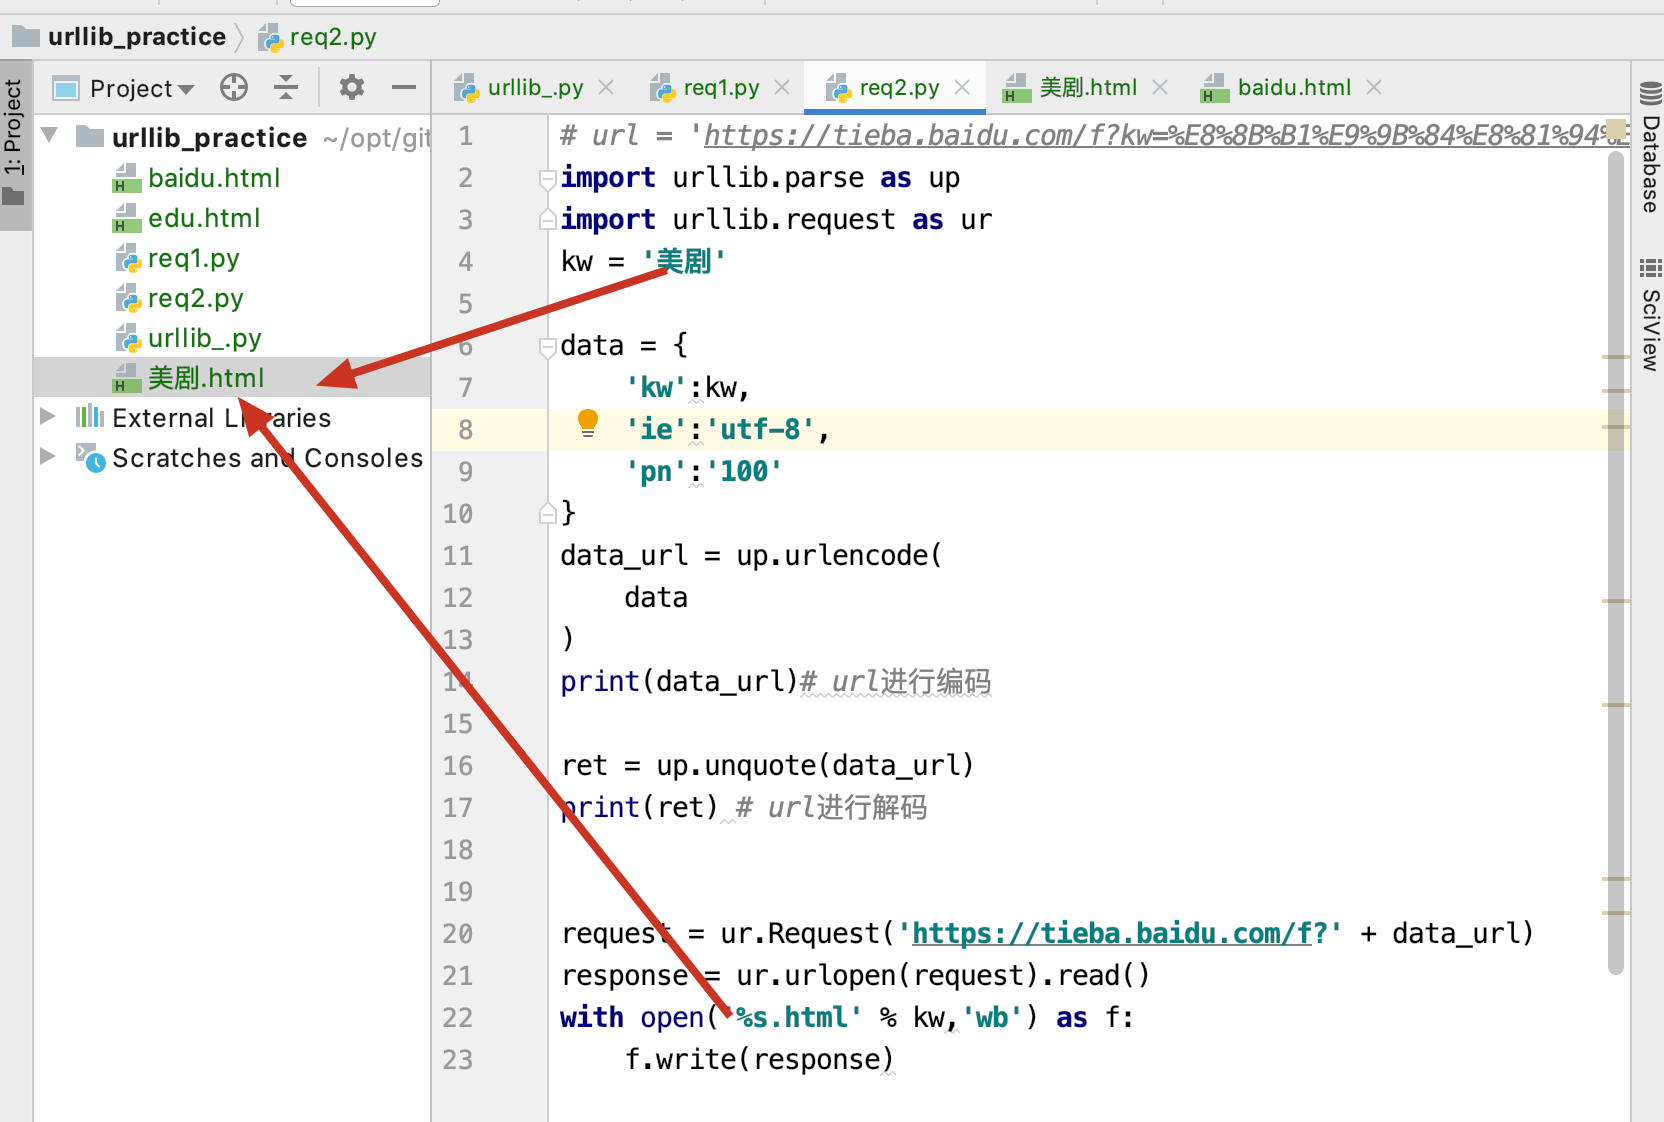 urllib_practice req2.py
1: Project
Project
urllib_.py req1.py req2.py 美剧.html baidu.html
urllib_practice ~/opt/git
baidu.html
edu.html
req1.py
req2.py
urllib_.py
美剧.html
External Libraries
Scratches and Consoles
1 # url = 'https://tieba.baidu.com/f?kw=%E8%8B%B1%E9%9B%84%E8%81%94%E
2 import urllib.parse as up
3 import urllib.request as ur
4 kw = '美剧'
5
6 data = {
7 'kw':kw,
8 'ie':'utf-8',
9 'pn':'100'
10 }
11 data_url = up.urlencode(
12 data
13 )
14 print(data_url)# url进行编码
15
16 ret = up.unquote(data_url)
17 print(ret) # url进行解码
18
19
20 request = ur.Request('https://tieba.baidu.com/f?' + data_url)
21 response = ur.urlopen(request).read()
22 with open('%s.html' % kw,'wb') as f:
23 f.write(response)
Database
SciView